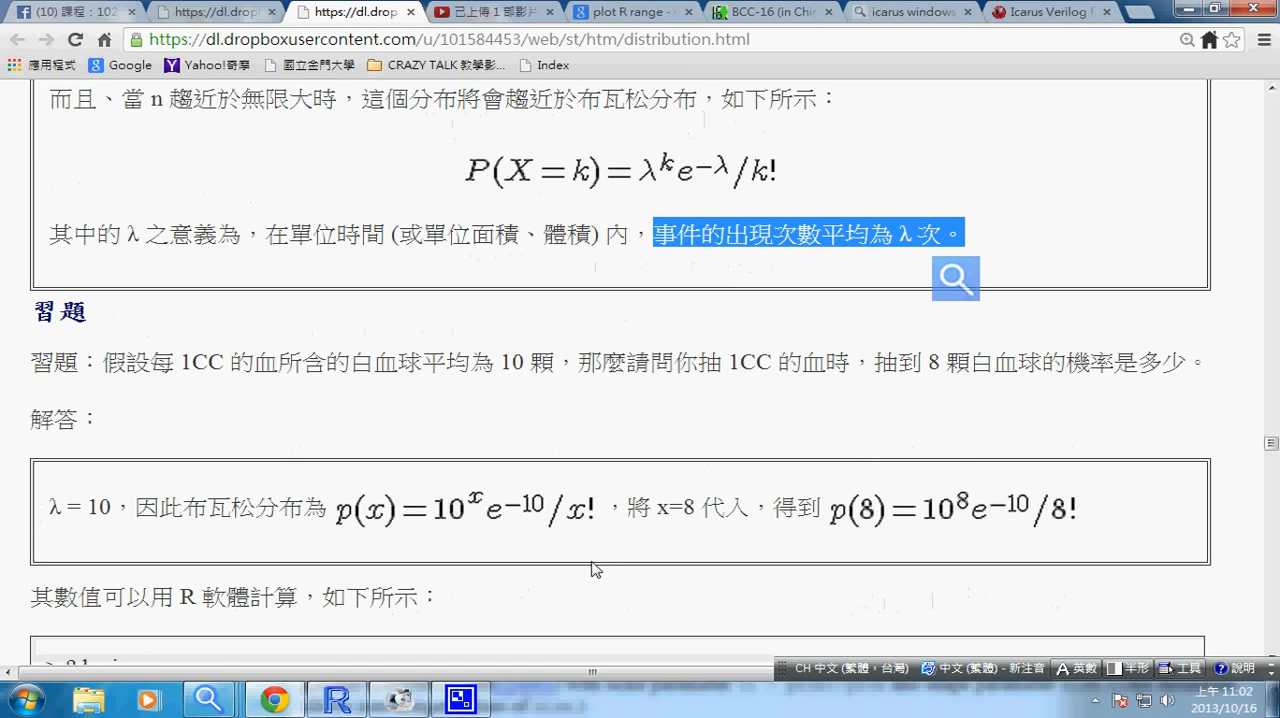 (10) 課程：102
https://dl.drop
https://dl.drop
己上傳 1 部影片
plot R range -
BCC-16 (in Chin
icarus windows
Icarus Verilog f
https://dl.dropboxusercontent.com/u/101584453/web/st/htm/distribution.html
應用程式 Google Yahoo!奇摩 國立金門大學 CRAZY TALK 教學影... Index
而且、當 n 趨近於無限大時，這個分布將會趨近於布瓦松分布，如下所示：
P(X = k) = λ^k e^{-λ} / k!
其中的 λ 之意義為，在單位時間 (或單位面積、體積) 內，事件的出現次數平均為 λ 次。
習題
習題：假設每 1CC 的血所含的白血球平均為 10 顆，那麼請問你抽 1CC 的血時，抽到 8 顆白血球的機率是多少。
解答：
λ = 10，因此布瓦松分布為 p(x) = 10^x e^{-10} / x! ，將 x=8 代入，得到 p(8) = 10^8 e^{-10} / 8!
其數值可以用 R 軟體計算，如下所示：
CH 中文 (繁體，台灣) 中文 (繁體) - 新注音 A 英數 半形 工具 說明
上午 11:02
2013/10/16